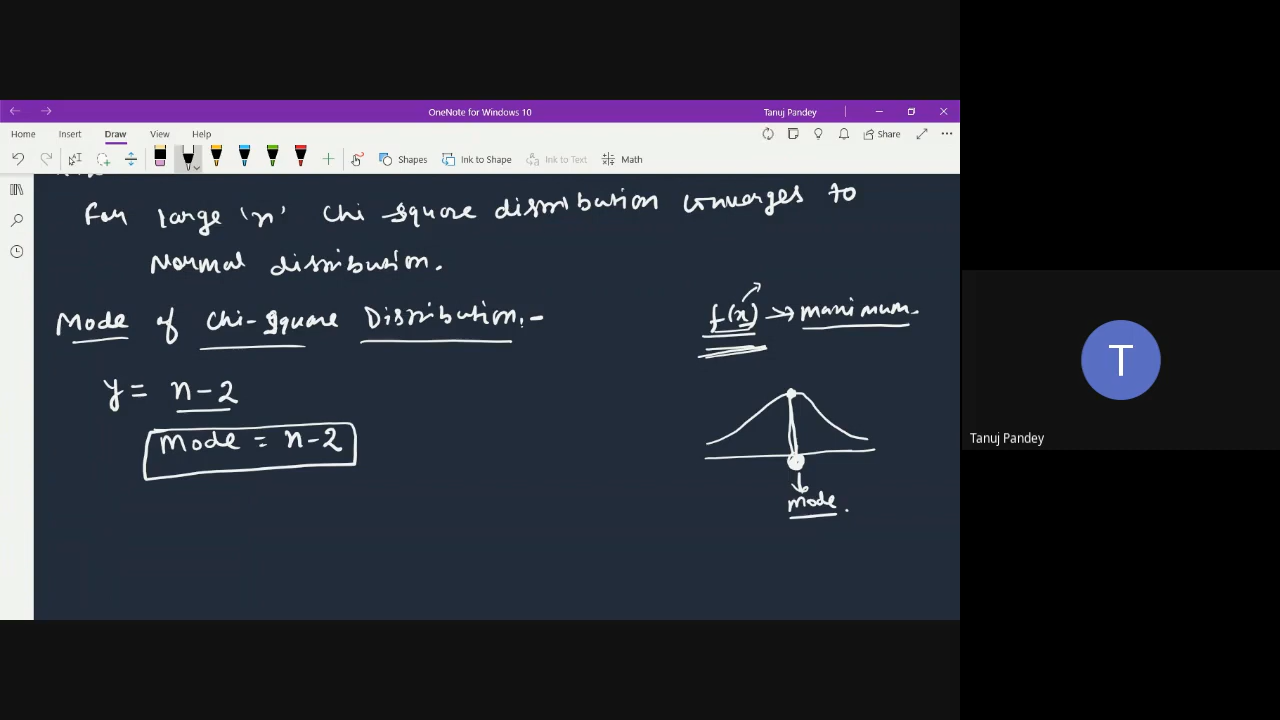 OneNote for Windows 10
Tanuj Pandey
Home Insert Draw View Help
Share
Shapes Ink to Shape Ink to Text Math
For large 'n' Chi square distribution converges to
Normal distribution.
Mode of Chi-square Distribution:-
f(x) → maximum.
y = n-2
Mode = n-2
Mode.
T
Tanuj Pandey